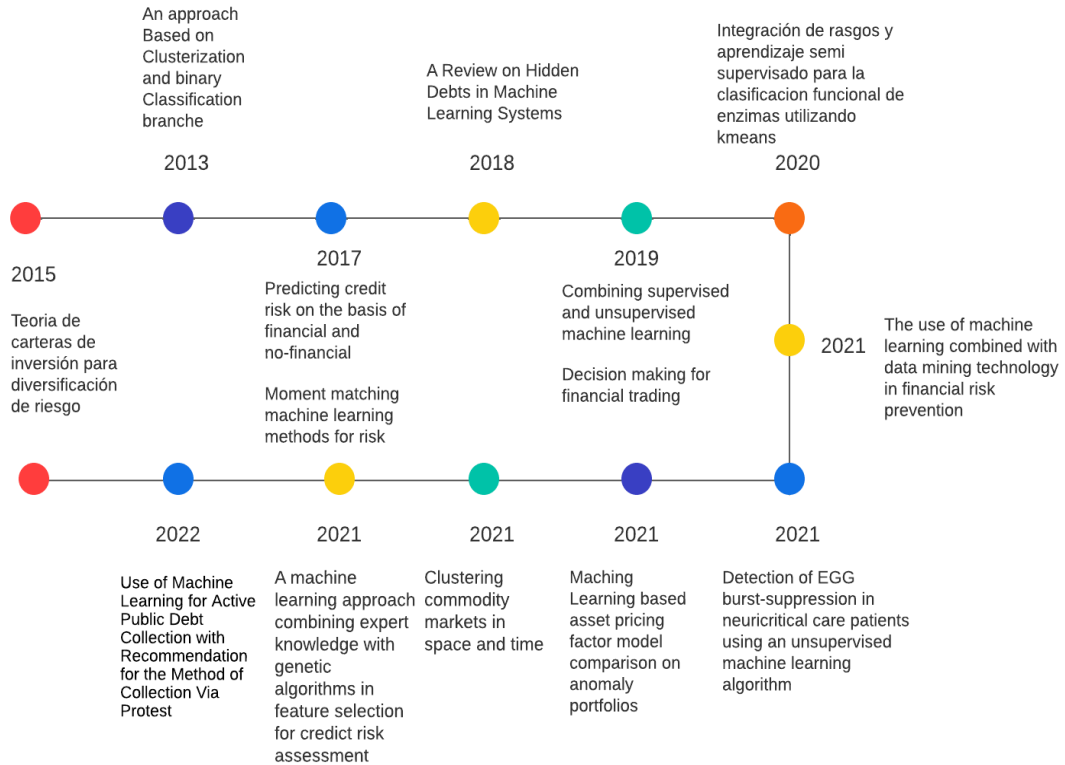 An approach
Based on
Clusterization
and binary
Classification
branche
2013
A Review on Hidden
Debts in Machine
Learning Systems
2018
Integración de rasgos y
aprendizaje semi
supervisado para la
clasificacion funcional de
enzimas utilizando
kmeans
2020
2015
Teoria de
carteras de
inversión para
diversificación
de riesgo
2017
Predicting credit
risk on the basis of
financial and
no-financial
Moment matching
machine learning
methods for risk
2019
Combining supervised
and unsupervised
machine learning
Decision making for
financial trading
2021
The use of machine
learning combined with
data mining technology
in financial risk
prevention
2022
Use of Machine
Learning for Active
Public Debt
Collection with
Recommendation
for the Method of
Collection Via
Protest
2021
A machine
learning approach
combining expert
knowledge with
genetic
algorithms in
feature selection
for credict risk
assessment
2021
Clustering
commodity
markets in
space and time
2021
Maching
Learning based
asset pricing
factor model
comparison on
anomaly
portfolios
2021
Detection of EGG
burst-suppression in
neuricritical care patients
using an unsupervised
machine learning
algorithm